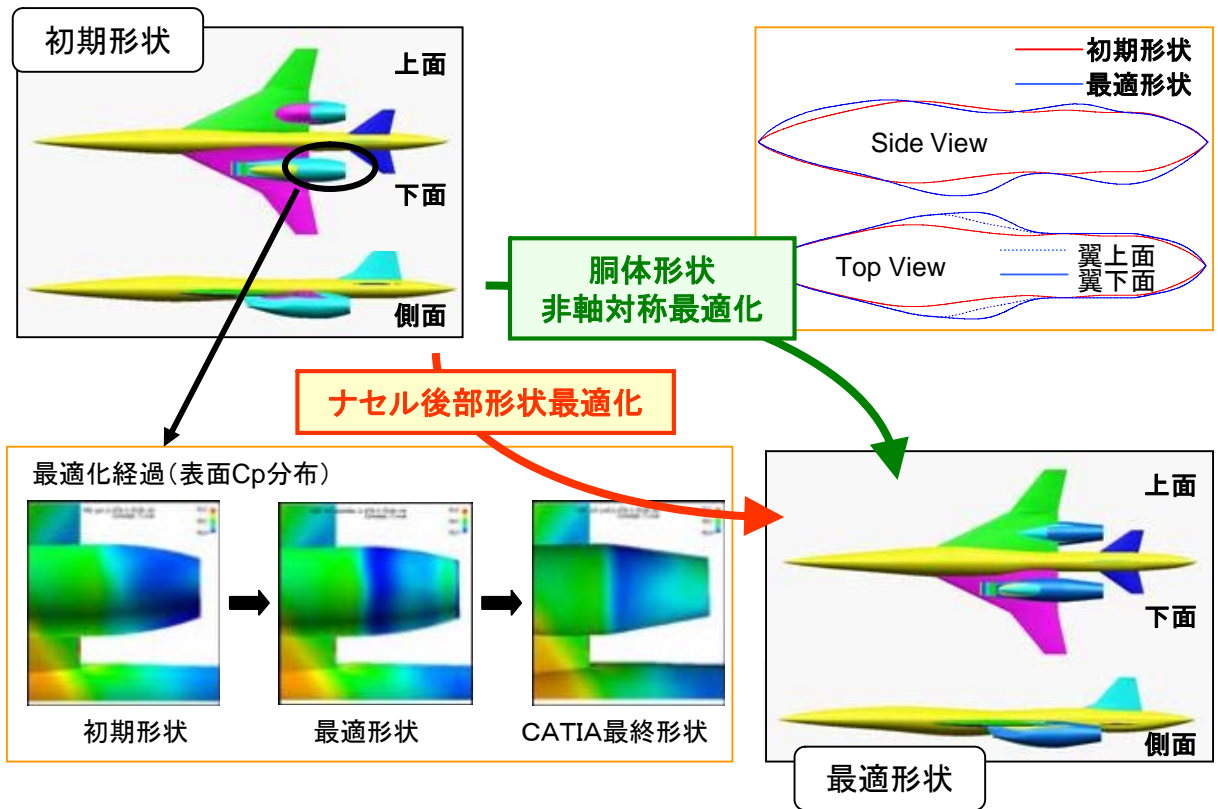 初期形状
上面
下面
側面
初期形状
最適形状
Side View
Top View
翼上面
翼下面
胴体形状
非軸対称最適化
ナセル後部形状最適化
最適化経過(表面Cp分布)
初期形状
最適形状
CATIA最終形状
上面
下面
側面
最適形状